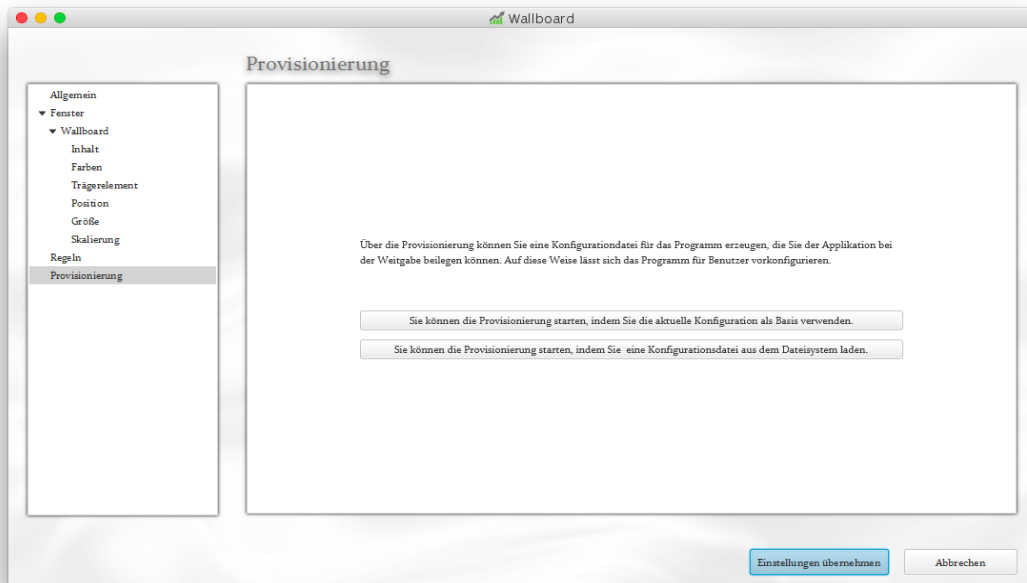 Wallboard
Provisionierung
Allgemein
Fenster
Wallboard
Inhalt
Farben
Trägerelement
Position
Größe
Skalierung
Regeln
Provisionierung
Über die Provisionierung können Sie eine Konfigurationdatei für das Programm erzeugen, die Sie der Applikation bei
der Weitgabe beilegen können. Auf diese Weise lässt sich das Programm für Benutzer vorkonfigurieren.
Sie können die Provisionierung starten, indem Sie die aktuelle Konfiguration als Basis verwenden.
Sie können die Provisionierung starten, indem Sie  eine Konfigurationsdatei aus dem Dateisystem laden.
Einstellungen übernehmen
Abbrechen